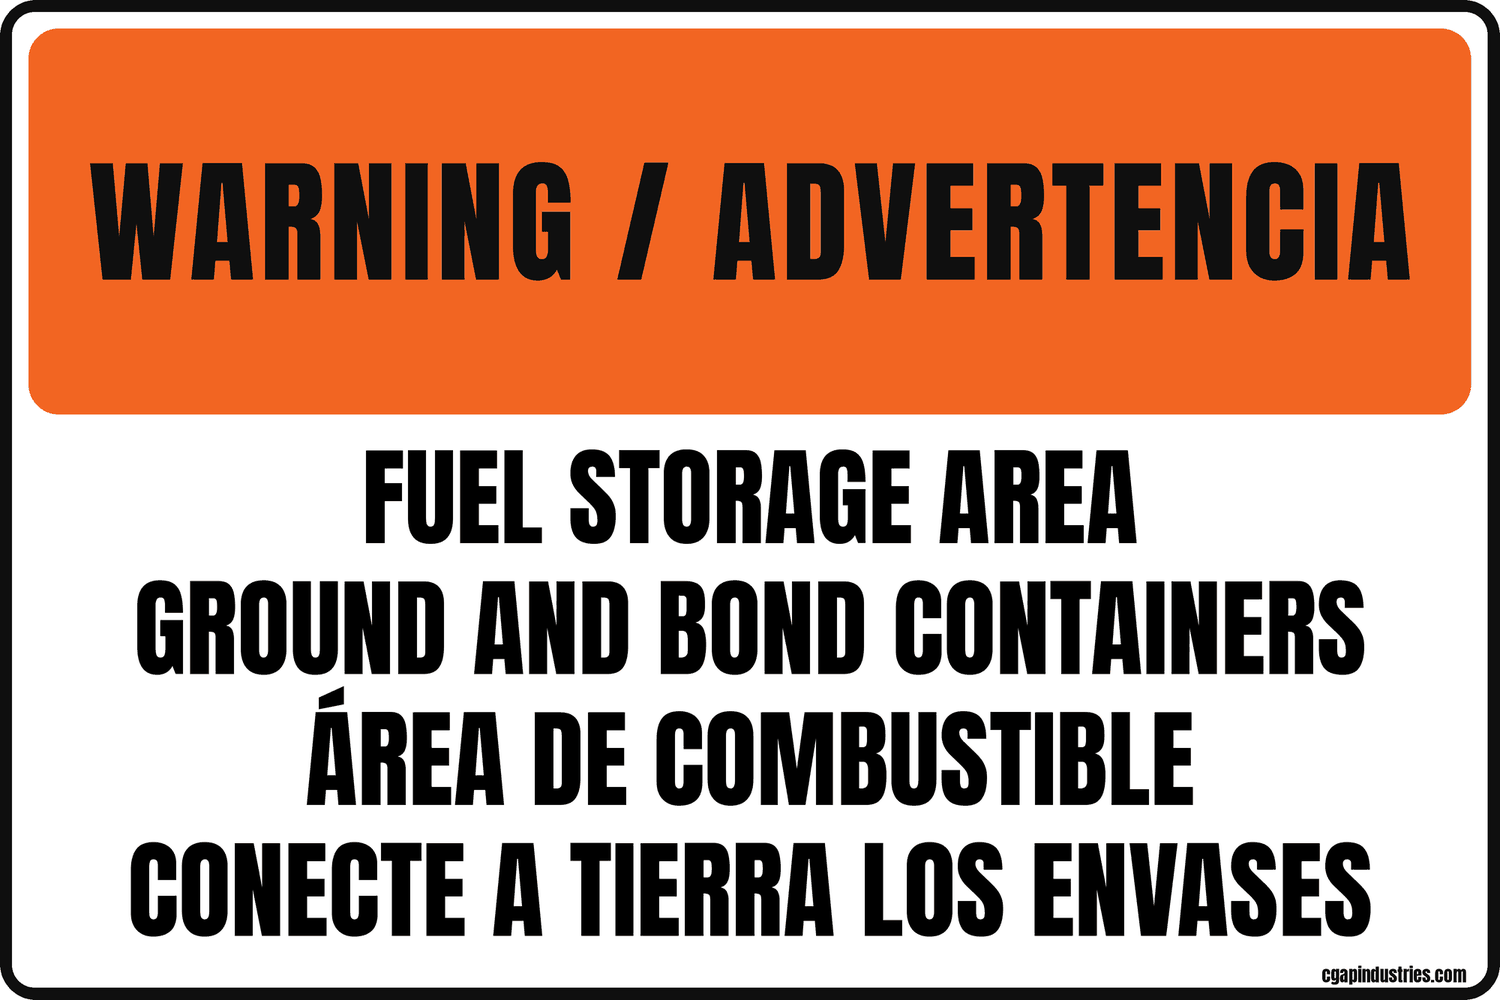 WARNING / ADVERTENCIA
FUEL STORAGE AREA
GROUND AND BOND CONTAINERS
ÁREA DE COMBUSTIBLE
CONECTE A TIERRA LOS ENVASES
cgapindustries.com